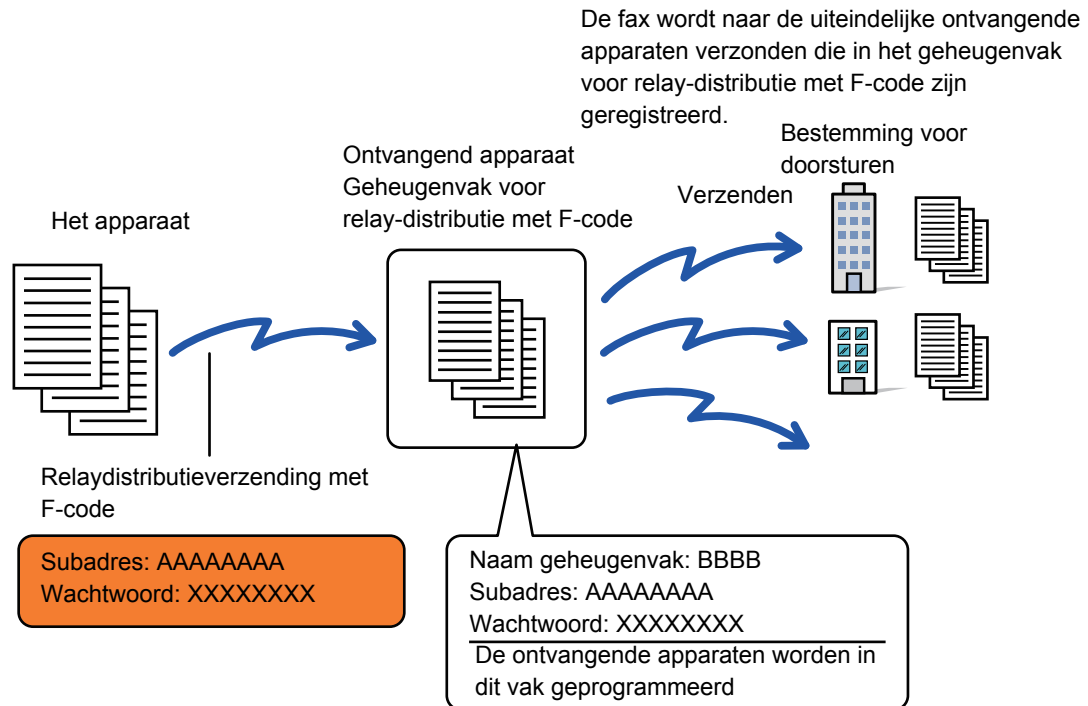 De fax wordt naar de uiteindelijke ontvangende
apparaten verzonden die in het geheugenvak
voor relay-distributie met F-code zijn
geregistreerd.
Bestemming voor
doorsturen
Ontvangend apparaat
Geheugenvak voor
relay-distributie met F-code
Verzenden
Het apparaat
Relaydistributieverzending met
F-code
Subadres: AAAAAAAA
Wachtwoord: XXXXXXXX
Naam geheugenvak: BBBB
Subadres: AAAAAAAA
Wachtwoord: XXXXXXXX
De ontvangende apparaten worden in
dit vak geprogrammeerd